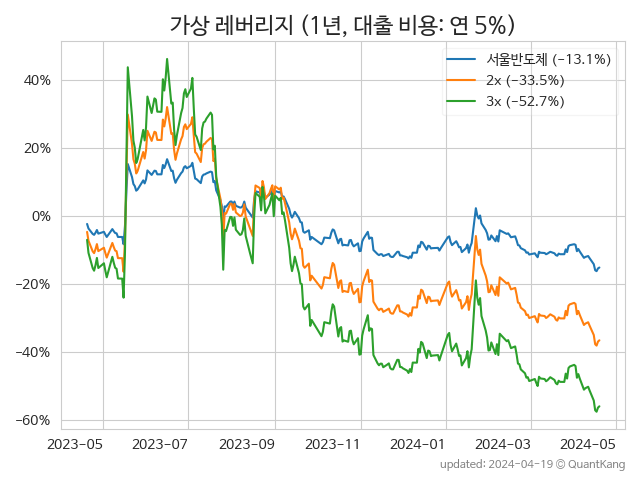 가상 레버리지 (1년, 대출 비용: 연 5%)
서울반도체 (−13.1%)
2x (−33.5%)
3x (−52.7%)
40%
20%
0%
−20%
−40%
−60%
2023−05 2023−07 2023−09 2023−11 2024−01 2024−03 2024−05
updated: 2024-04-19 © QuantKang